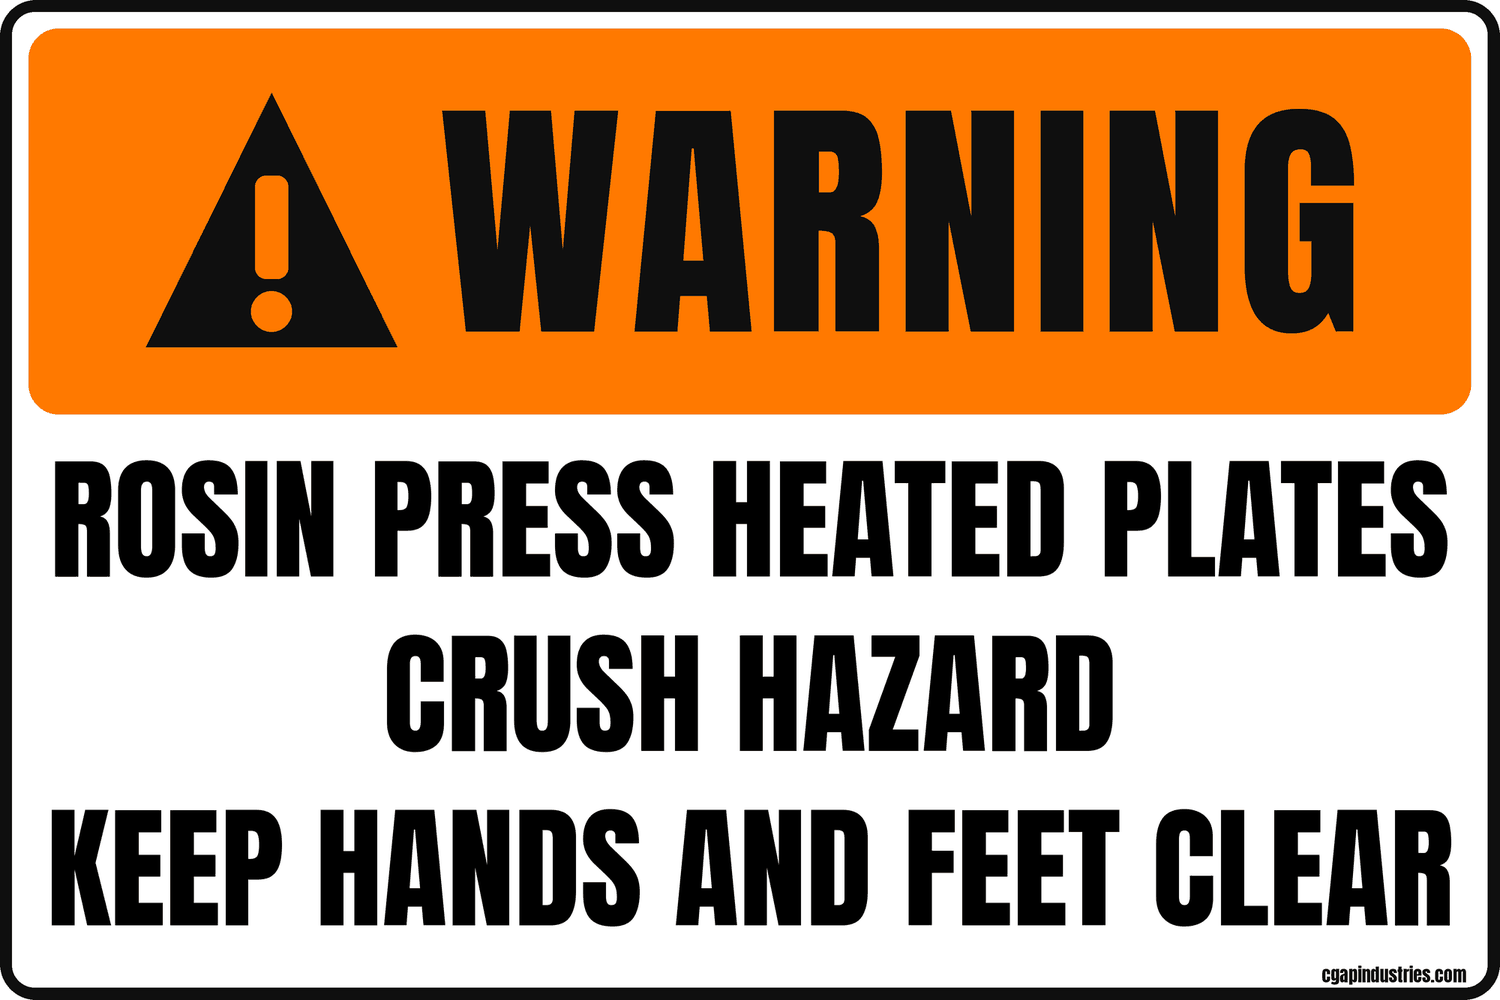 WARNING
ROSIN PRESS HEATED PLATES
CRUSH HAZARD
KEEP HANDS AND FEET CLEAR
cgapindustries.com